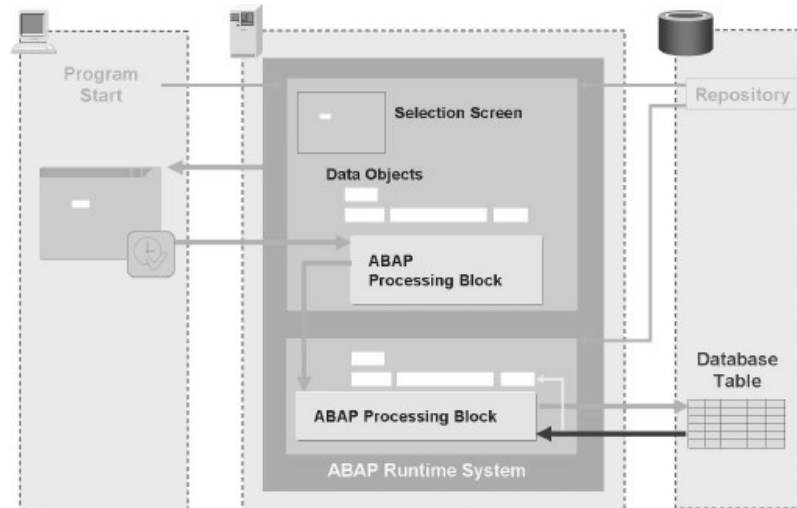 Program
Start
Selection Screen
Repository
Data Objects
ABAP
Processing Block
Database
Table
ABAP Processing Block
ABAP Runtime System